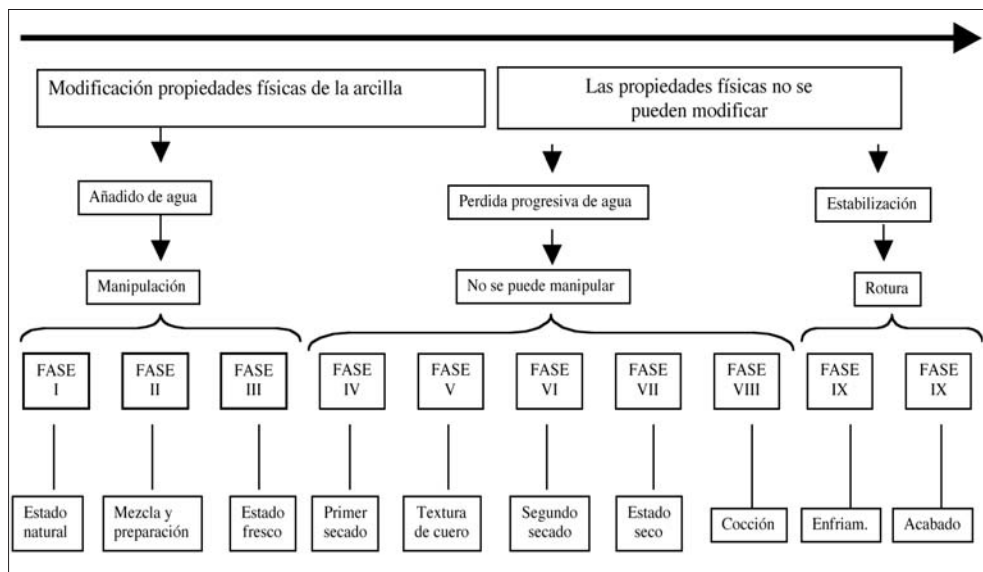 Modificación propiedades físicas de la arcilla
Las propiedades físicas no se
pueden modificar
Añadido de agua
Perdida progresiva de agua
Estabilización
Manipulación
No se puede manipular
Rotura
FASE
I
FASE
II
FASE
III
FASE
IV
FASE
V
FASE
VI
FASE
VII
FASE
VIII
FASE
IX
FASE
IX
Estado
natural
Mezcla y
preparación
Estado
fresco
Primer
secado
Textura
de cuero
Segundo
secado
Estado
seco
Cocción
Enfriam.
Acabado